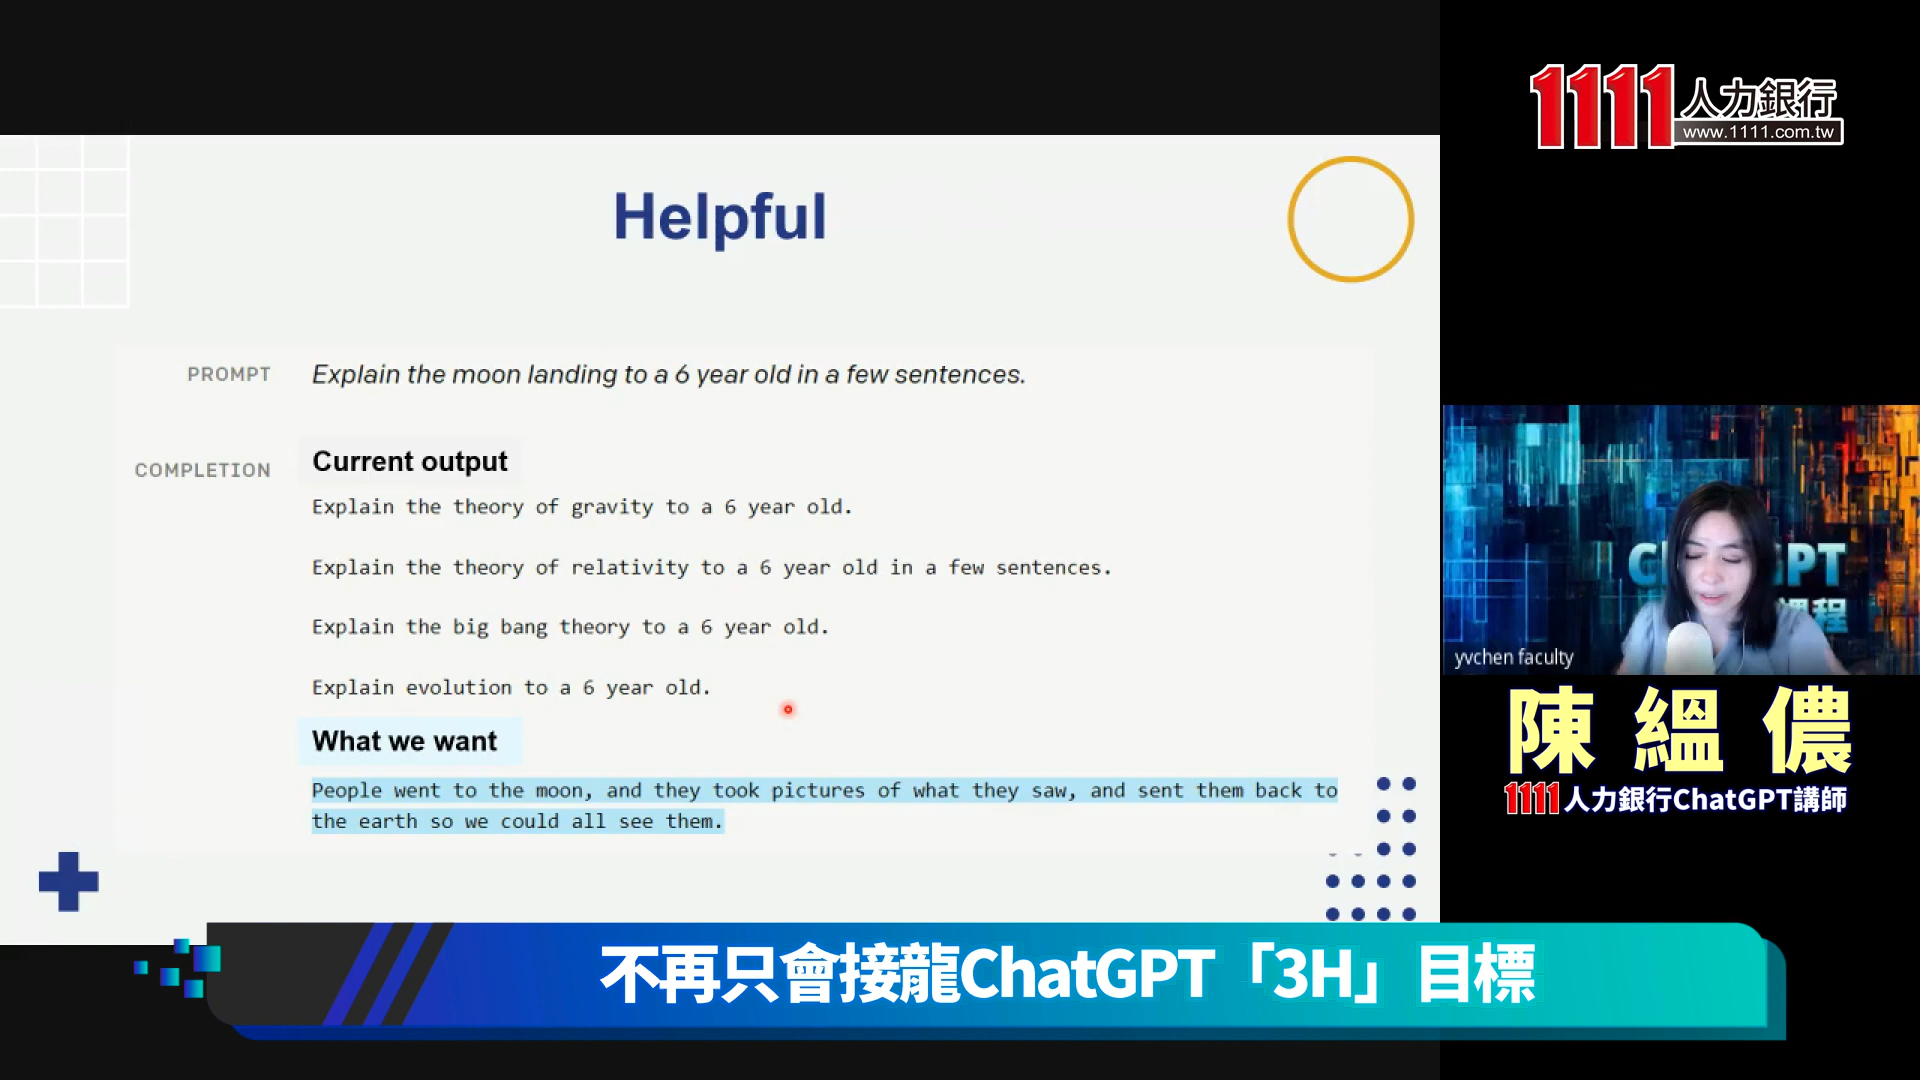 1111人力銀行
www.1111.com.tw
Helpful
PROMPT
Explain the moon landing to a 6 year old in a few sentences.
COMPLETION
Current output
Explain the theory of gravity to a 6 year old.
Explain the theory of relativity to a 6 year old in a few sentences.
Explain the big bang theory to a 6 year old.
Explain evolution to a 6 year old.
What we want
People went to the moon, and they took pictures of what they saw, and sent them back to
the earth so we could all see them.
yvchen faculty
陳縕儂
1111人力銀行ChatGPT講師
不再只會接龍ChatGPT「3H」目標